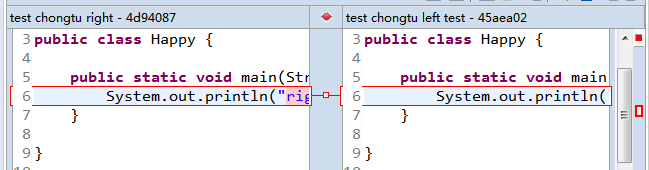 test chongtu right - 4d94087
3 public class Happy {
4
5 public static void main(Str
6 System.out.println("rig
7 }
8
9 }
test chongtu left test - 45aea02
3 public class Happy {
4
5 public static void main
6 System.out.println(
7 }
8
9 }